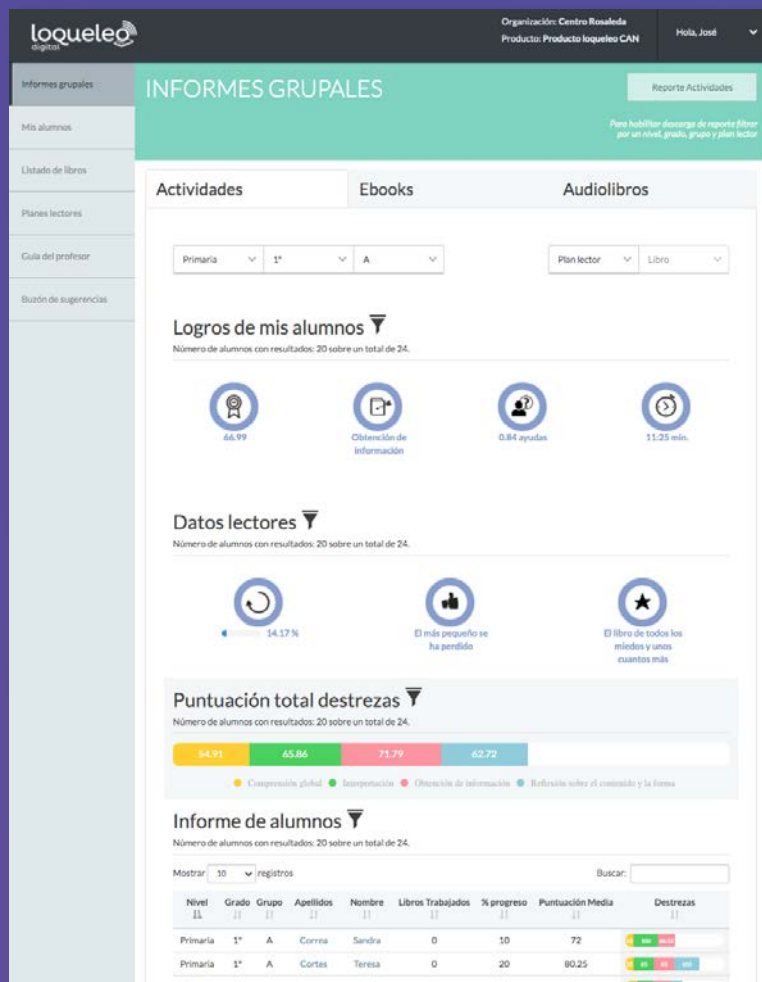 loqueleo
digital
Organización: Centro Rosaleda
Producto: Producto loqueleo CAN
Hola, José
Informes grupales
Mis alumnos
Listado de libros
Planes lectores
Guía del profesor
Buzón de sugerencias
INFORMES GRUPALES
Reporte Actividades
Para habilitar descarga de reporte filtrar
por un nivel, grado, grupo y plan lector
Actividades Ebooks Audiolibros
Primaria 1° A Plan lector Libro
Logros de mis alumnos
Número de alumnos con resultados: 20 sobre un total de 24.
66.99 Obtención de información 0.84 ayudas 11:25 min.
Datos lectores
Número de alumnos con resultados: 20 sobre un total de 24.
14.17 %
El más pequeño se
ha perdido
El libro de todos los
miedos y unos
cuantos más
Puntuación total destrezas
Número de alumnos con resultados: 20 sobre un total de 24.
54.91 65.86 71.79 62.72
Comprensión global Interpretación Obtención de información Reflexión sobre el contenido y la forma
Informe de alumnos
Número de alumnos con resultados: 20 sobre un total de 24.
Mostrar 10 registros Buscar:
Nivel Grado Grupo Apellidos Nombre Libros Trabajados % progreso Puntuación Media Destrezas
Primaria 1° A Correa Sandra 0 10 72 100
Primaria 1° A Cortes Teresa 0 20 80.25 100